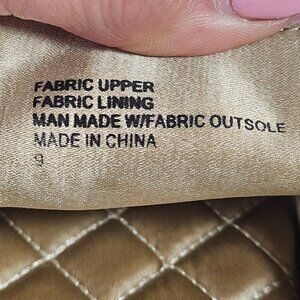 FABRIC UPPER
FABRIC LINING
MAN MADE W/FABRIC OUTSOLE
MADE IN CHINA
9